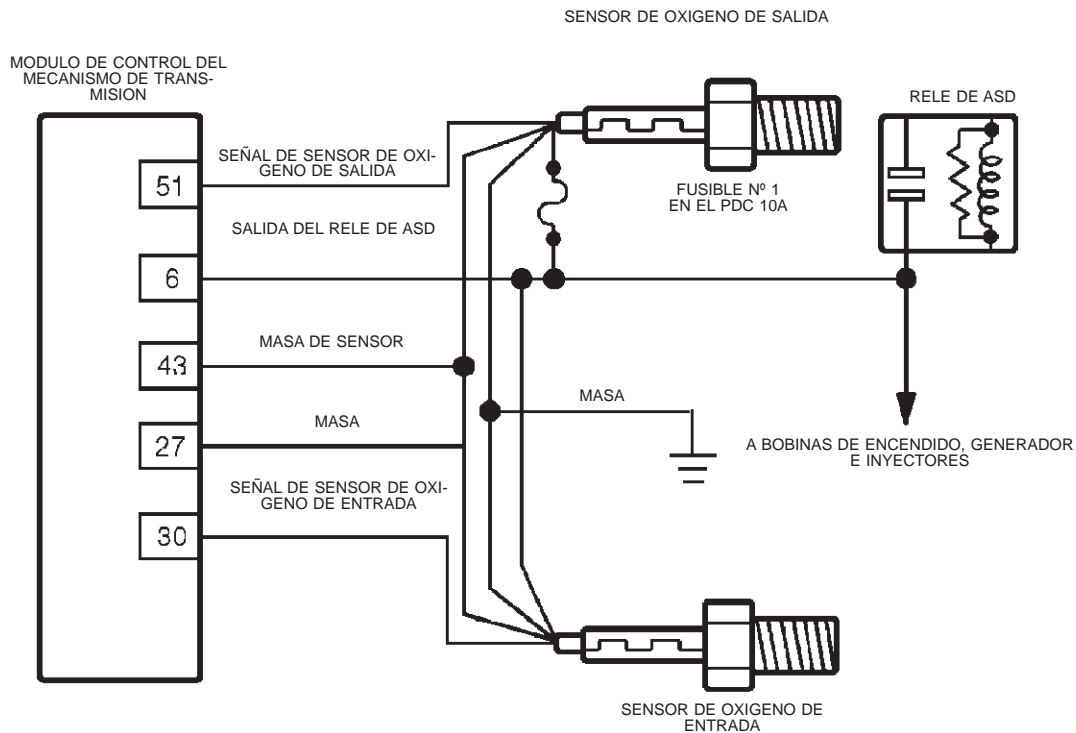 SENSOR DE OXIGENO DE SALIDA
MODULO DE CONTROL DEL
MECANISMO DE TRANS-
MISION
RELE DE ASD
51
SEÑAL DE SENSOR DE OXI-
GENO DE SALIDA
FUSIBLE Nº 1
EN EL PDC 10A
SALIDA DEL RELE DE ASD
6
MASA DE SENSOR
43
MASA
MASA
27
A BOBINAS DE ENCENDIDO, GENERADOR
E INYECTORES
SEÑAL DE SENSOR DE OXI-
GENO DE ENTRADA
30
SENSOR DE OXIGENO DE
ENTRADA